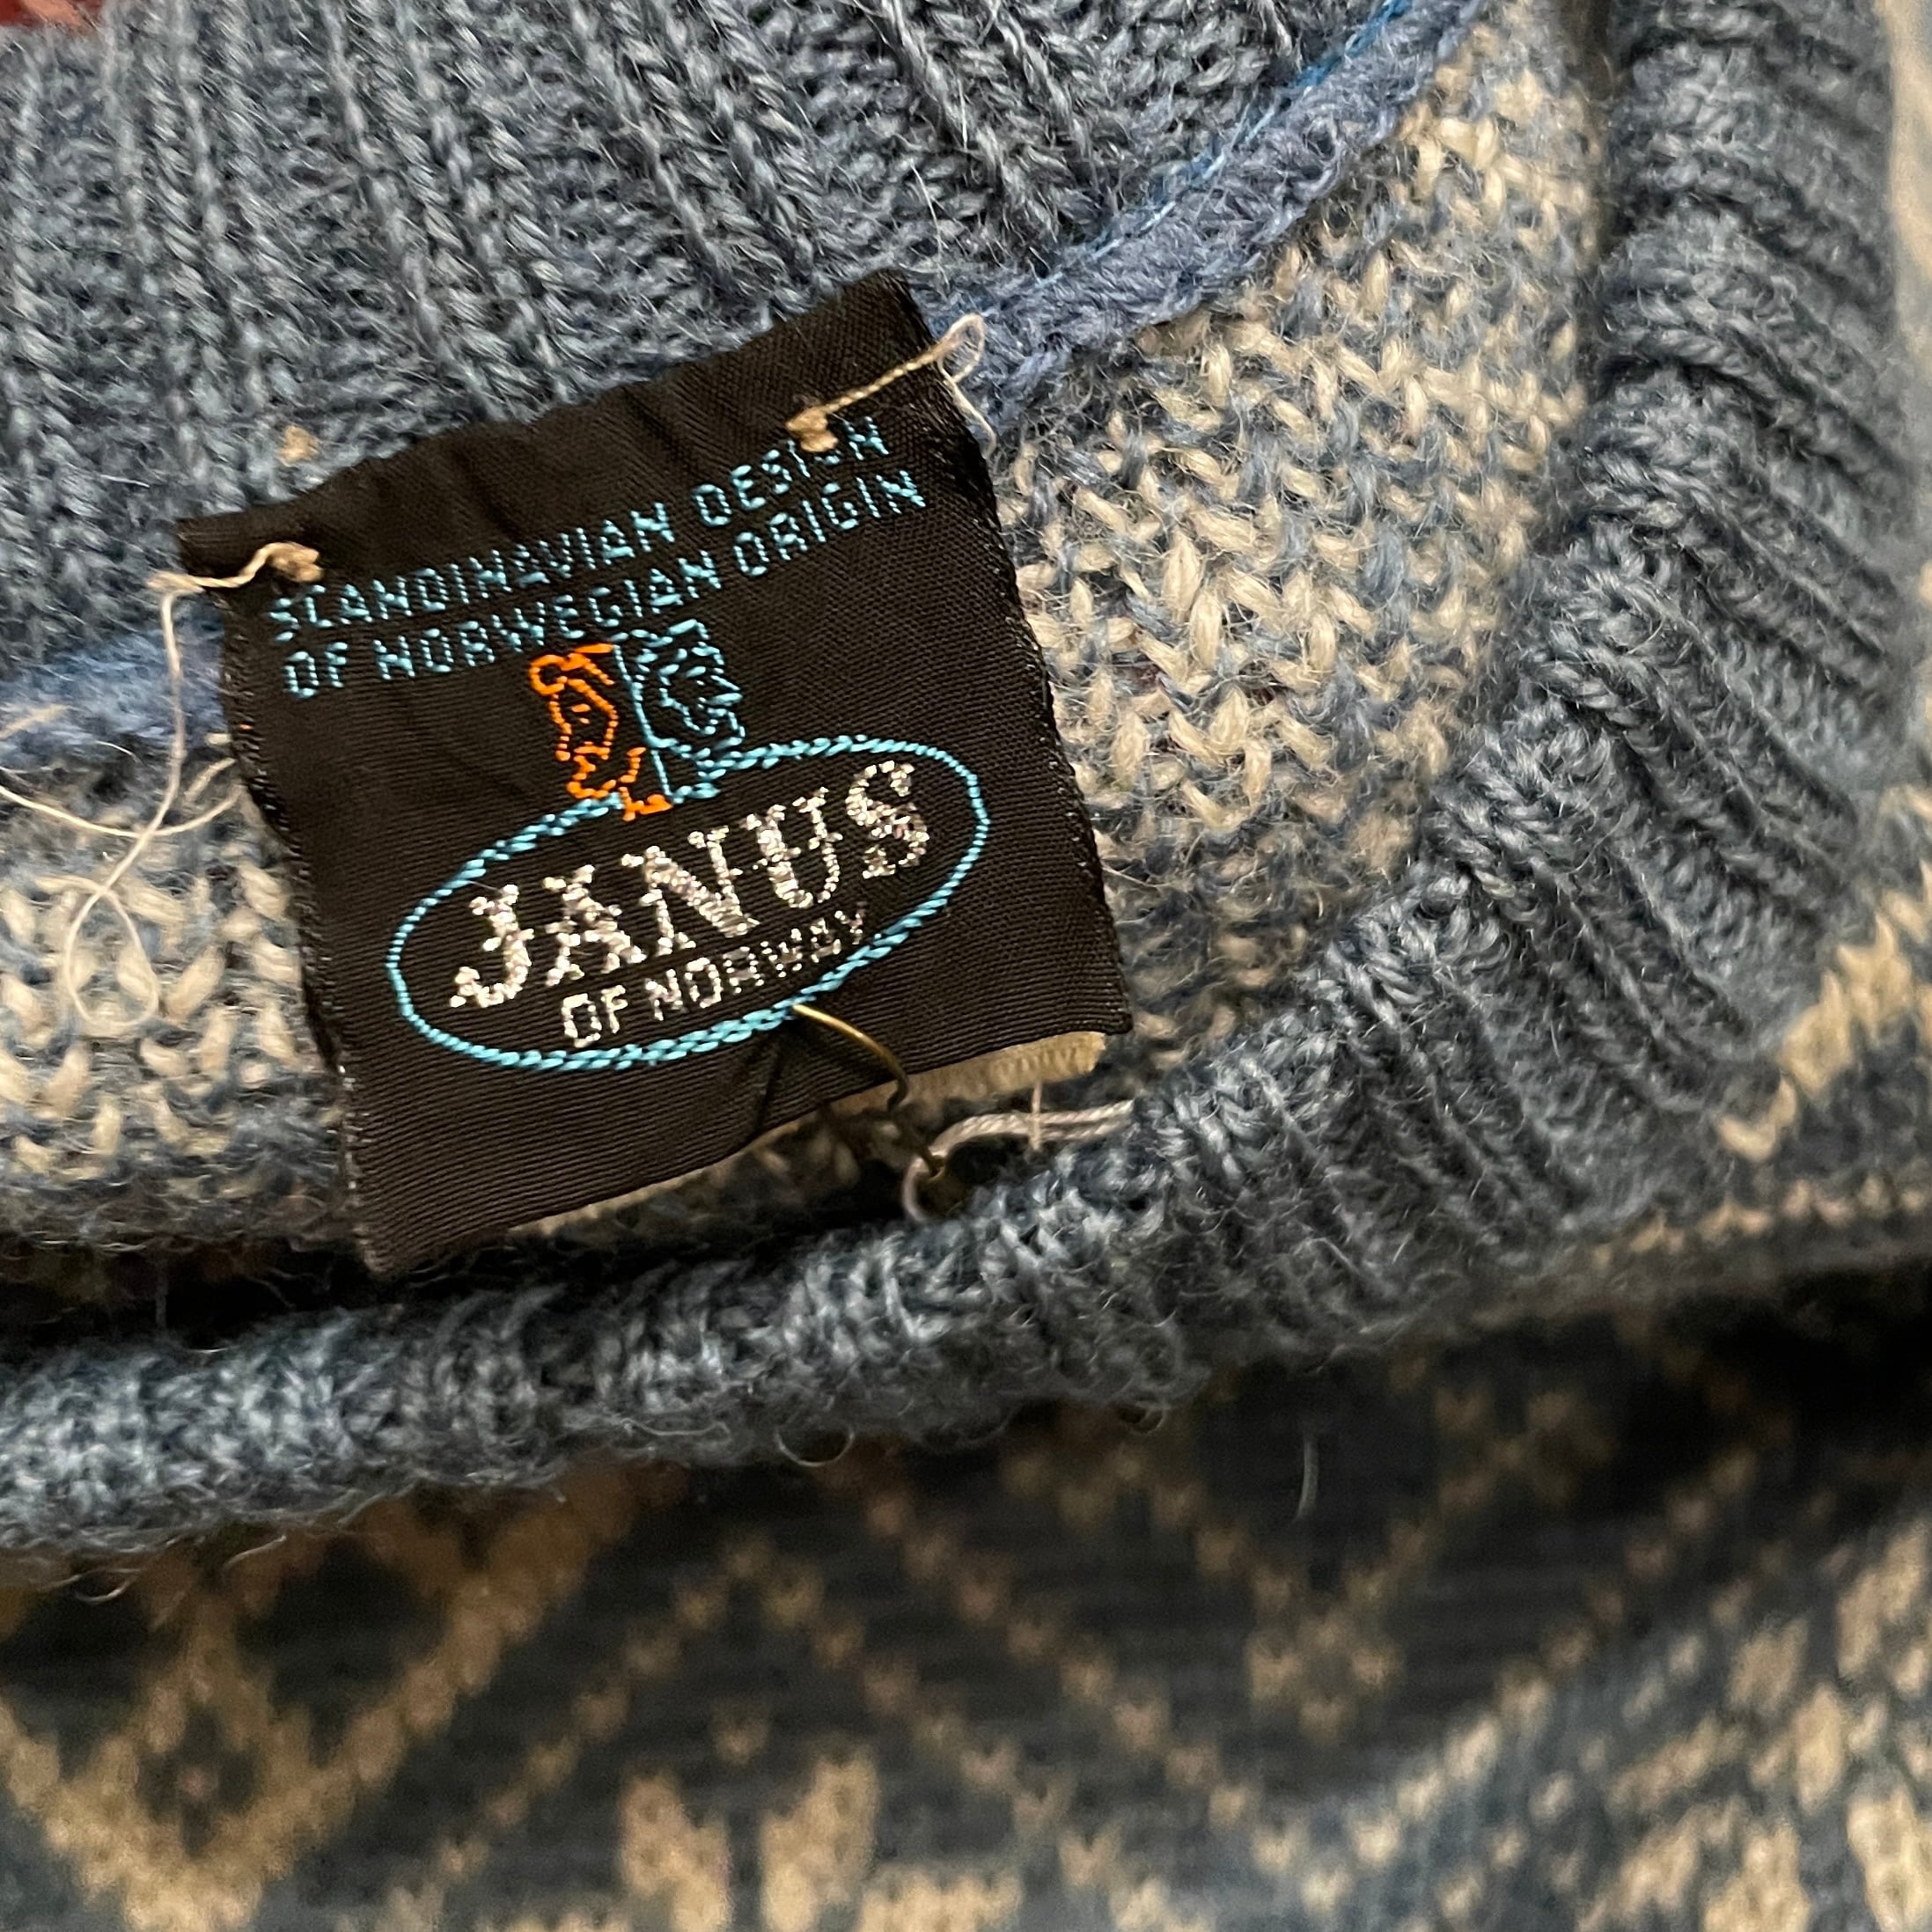 SCANDINAVIAN DESIGN
OF NORWEGIAN ORIGIN
JANUS
OF NORWAY